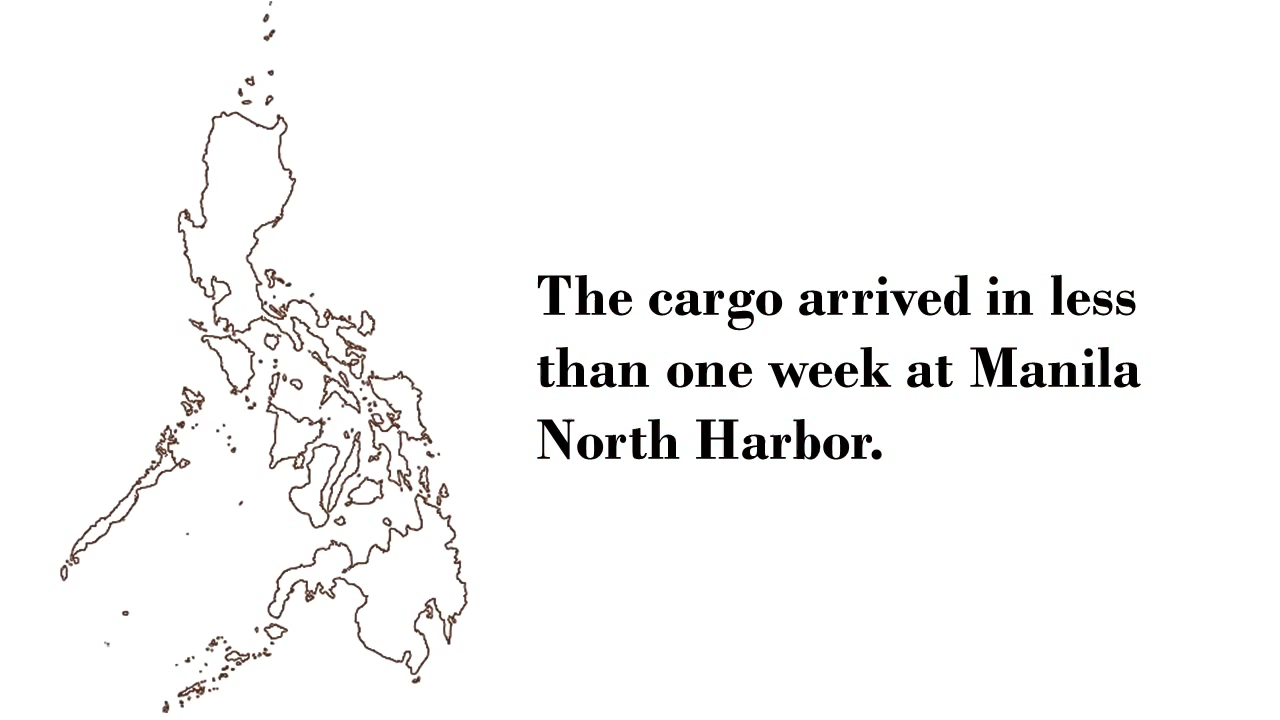 The cargo arrived in less
than one week at Manila
North Harbor.